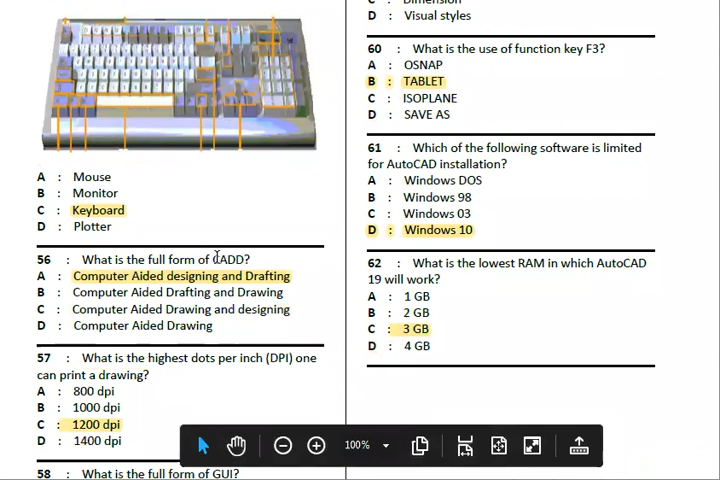 A : Mouse
B : Monitor
C : Keyboard
D : Plotter
56 : What is the full form of CADD?
A : Computer Aided designing and Drafting
B : Computer Aided Drafting and Drawing
C : Computer Aided Drawing and designing
D : Computer Aided Drawing
57 : What is the highest dots per inch (DPI) one
can print a drawing?
A : 800 dpi
B : 1000 dpi
C : 1200 dpi
D : 1400 dpi
58 : What is the full form of GUI?
C : Dimension
D : Visual styles
60 : What is the use of function key F3?
A : OSNAP
B : TABLET
C : ISOPLANE
D : SAVE AS
61 : Which of the following software is limited
for AutoCAD installation?
A : Windows DOS
B : Windows 98
C : Windows 03
D : Windows 10
62 : What is the lowest RAM in which AutoCAD
19 will work?
A : 1 GB
B : 2 GB
C : 3 GB
D : 4 GB
100%